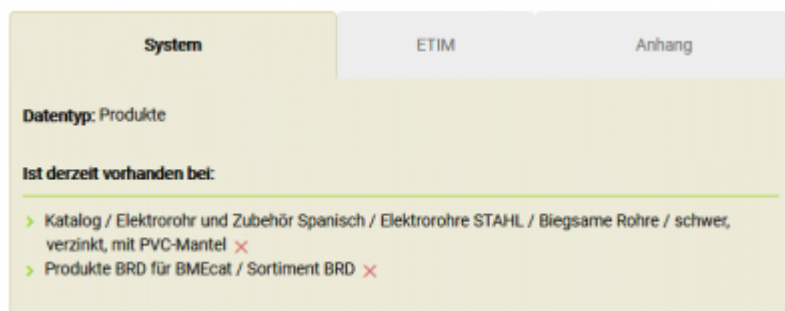 System
ETIM
Anhang
Datentyp: Produkte
Ist derzeit vorhanden bei:
Katalog / Elektrorohr und Zubehör Spanisch / Elektrorohre STAHL / Biegsame Rohre / schwer,
verzinkt, mit PVC-Mantel
Produkte BRD für BMEcat / Sortiment BRD